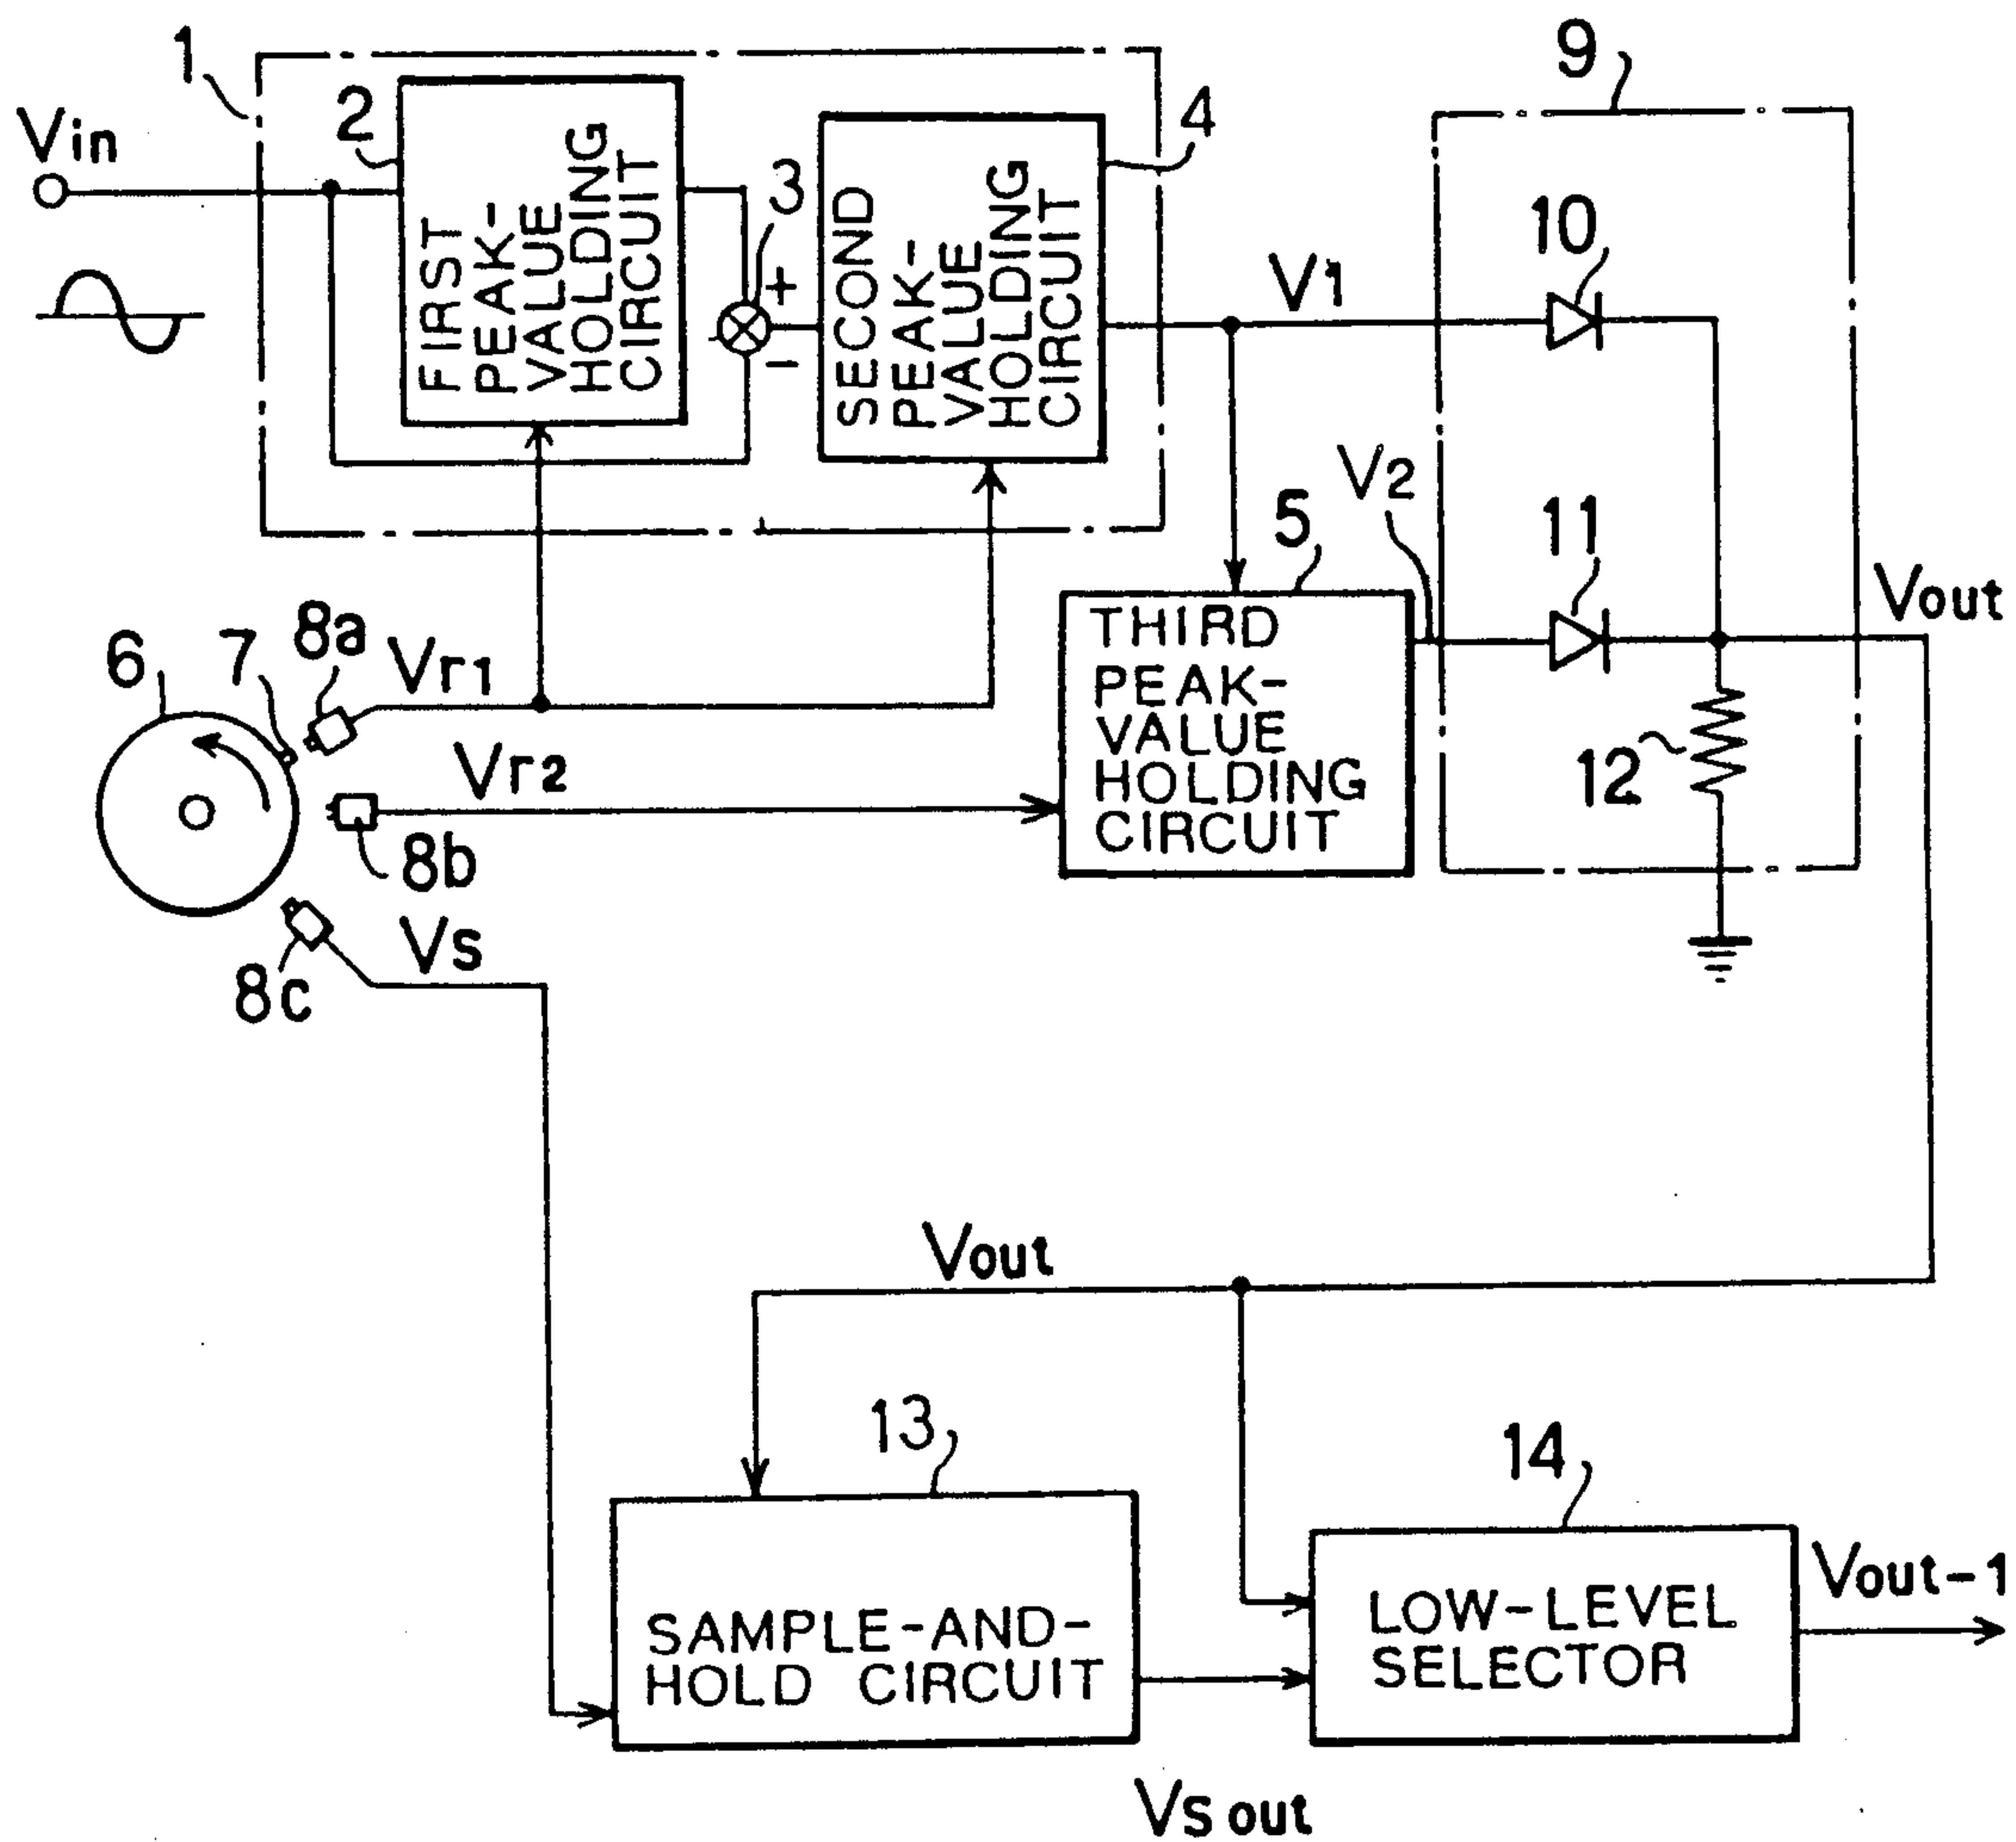 1
2
Vin
FIRST
PEAK-
VALUE
HOLDING
CIRCUIT
3
+
-
4
SECOND
PEAK-
VALUE
HOLDING
CIRCUIT
V1
9
10
V2
5
11
Vout
THIRD
PEAK-
VALUE
HOLDING
CIRCUIT
12
6
7
8a
Vr1
Vr2
8b
Vs
8c
Vout
13
SAMPLE-AND-
HOLD CIRCUIT
14
LOW-LEVEL
SELECTOR
Vout-1
Vs out